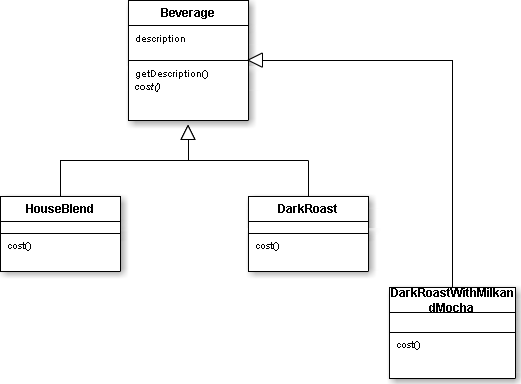 Beverage
description
getDescription()
cost()
HouseBlend
cost()
DarkRoast
cost()
DarkRoastWithMilkan
dMocha
cost()